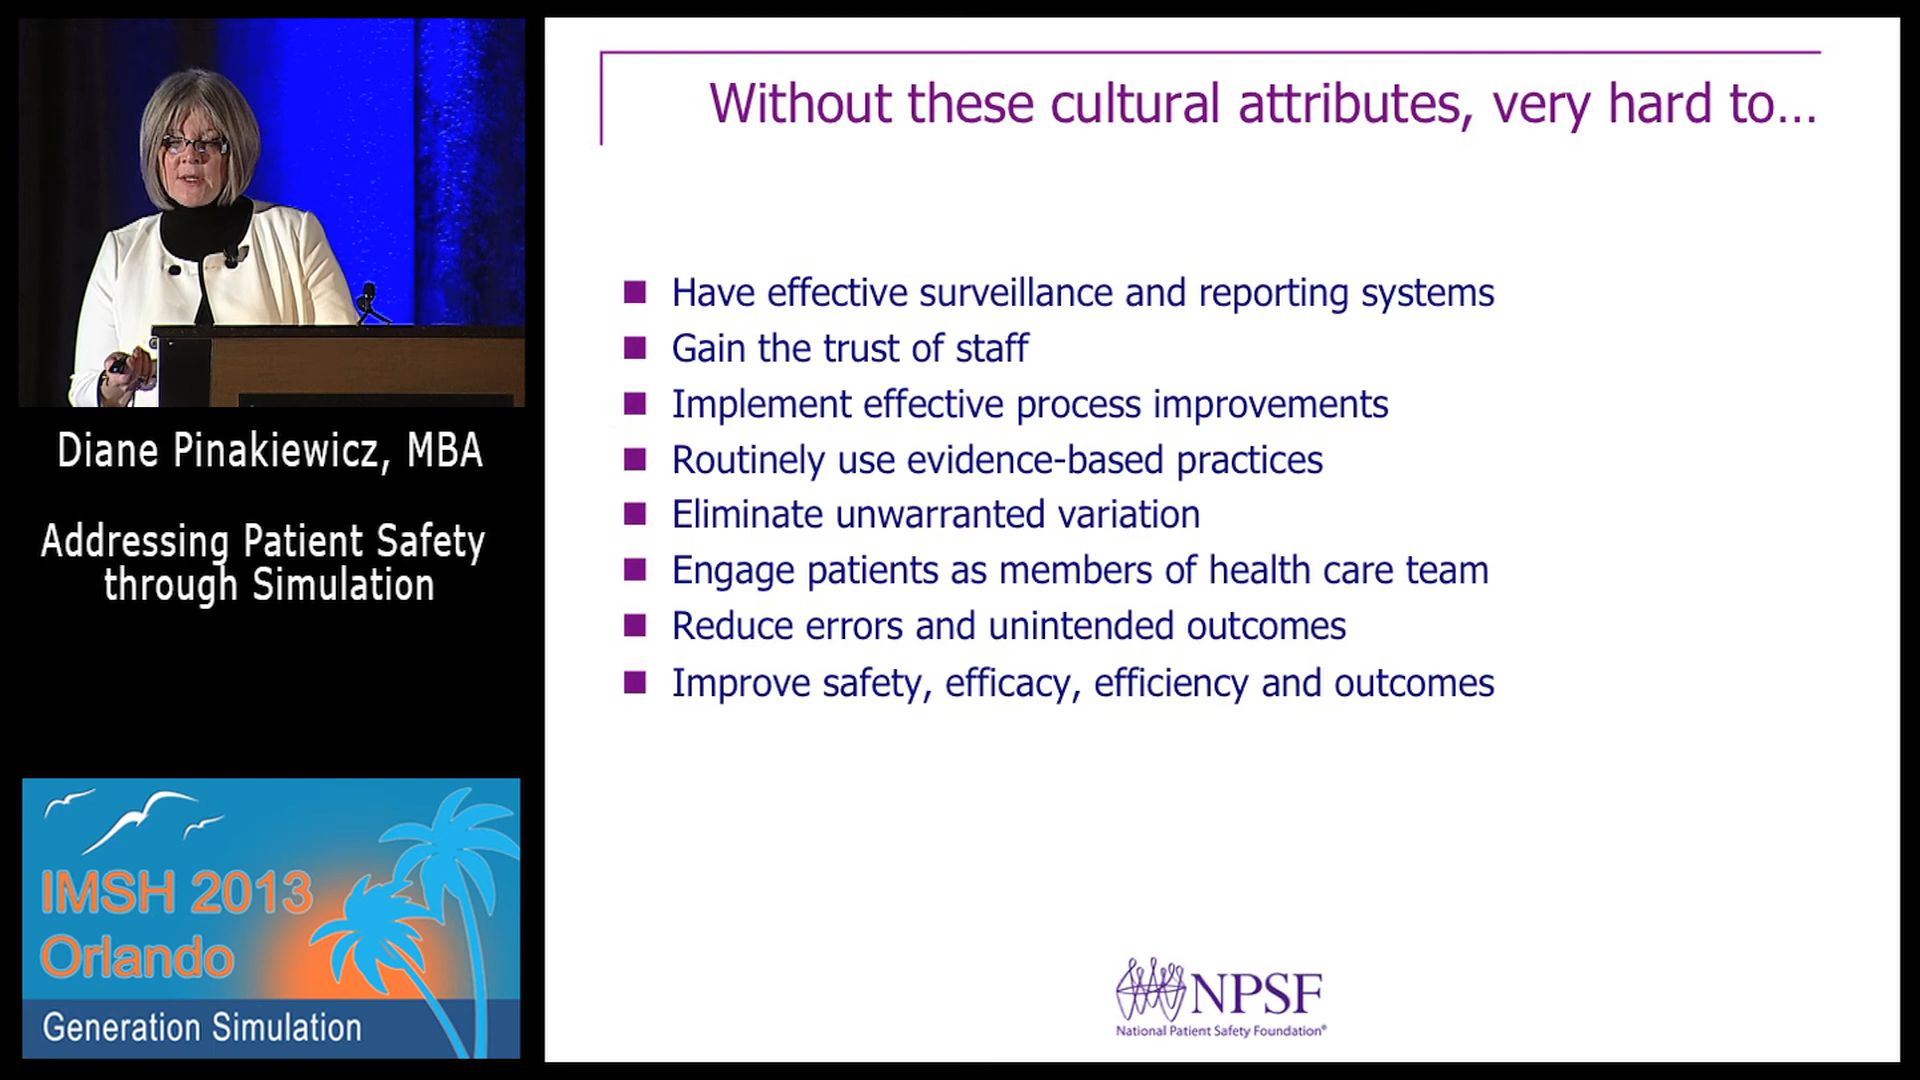 Without these cultural attributes, very hard to...
Have effective surveillance and reporting systems
Gain the trust of staff
Implement effective process improvements
Routinely use evidence-based practices
Eliminate unwarranted variation
Engage patients as members of health care team
Reduce errors and unintended outcomes
Improve safety, efficacy, efficiency and outcomes
NPSF
National Patient Safety Foundation®
Diane Pinakiewicz, MBA
Addressing Patient Safety
through Simulation
IMSH 2013
Orlando
Generation Simulation